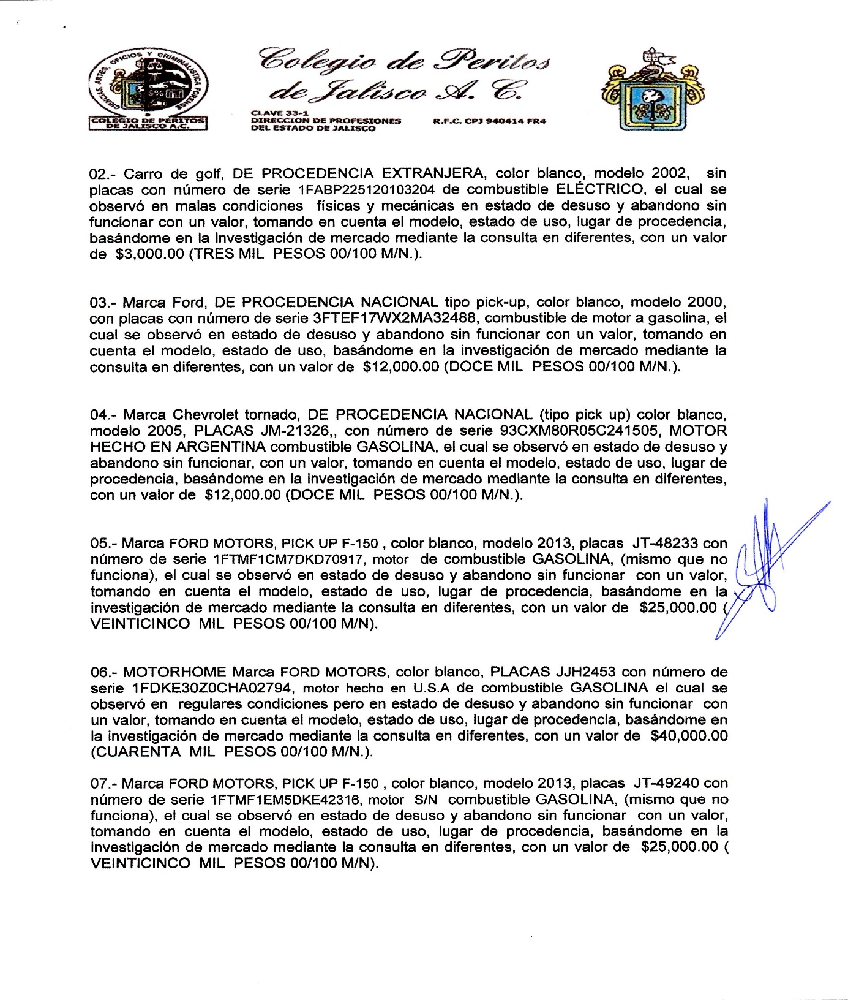 CIENCIAS, ARTES, OFICIOS Y CRIMINALISTICA FORENSE
COLEGIO DE PERITOS
DE JALISCO A.C.
Colegio de Peritos
de Jalisco A. C.
CLAVE 33-1
DIRECCION DE PROFESIONES
DEL ESTADO DE JALISCO
R.F.C. CPJ 940414 FR4
02.- Carro de golf, DE PROCEDENCIA EXTRANJERA, color blanco, modelo 2002, sin
placas con número de serie 1FABP225120103204 de combustible ELÉCTRICO, el cual se
observó en malas condiciones físicas y mecánicas en estado de desuso y abandono sin
funcionar con un valor, tomando en cuenta el modelo, estado de uso, lugar de procedencia,
basándome en la investigación de mercado mediante la consulta en diferentes, con un valor
de $3,000.00 (TRES MIL PESOS 00/100 M/N.).
03.- Marca Ford, DE PROCEDENCIA NACIONAL tipo pick-up, color blanco, modelo 2000,
con placas con número de serie 3FTEF17WX2MA32488, combustible de motor a gasolina, el
cual se observó en estado de desuso y abandono sin funcionar con un valor, tomando en
cuenta el modelo, estado de uso, basándome en la investigación de mercado mediante la
consulta en diferentes, con un valor de $12,000.00 (DOCE MIL PESOS 00/100 M/N.).
04.- Marca Chevrolet tornado, DE PROCEDENCIA NACIONAL (tipo pick up) color blanco,
modelo 2005, PLACAS JM-21326,, con número de serie 93CXM80R05C241505, MOTOR
HECHO EN ARGENTINA combustible GASOLINA, el cual se observó en estado de desuso y
abandono sin funcionar, con un valor, tomando en cuenta el modelo, estado de uso, lugar de
procedencia, basándome en la investigación de mercado mediante la consulta en diferentes,
con un valor de $12,000.00 (DOCE MIL PESOS 00/100 M/N.).
05.- Marca FORD MOTORS, PICK UP F-150 , color blanco, modelo 2013, placas JT-48233 con
número de serie 1FTMF1CM7DKD70917, motor de combustible GASOLINA, (mismo que no
funciona), el cual se observó en estado de desuso y abandono sin funcionar con un valor,
tomando en cuenta el modelo, estado de uso, lugar de procedencia, basándome en la
investigación de mercado mediante la consulta en diferentes, con un valor de $25,000.00 (
VEINTICINCO MIL PESOS 00/100 M/N).
06.- MOTORHOME Marca FORD MOTORS, color blanco, PLACAS JJH2453 con número de
serie 1FDKE30Z0CHA02794, motor hecho en U.S.A de combustible GASOLINA el cual se
observó en regulares condiciones pero en estado de desuso y abandono sin funcionar con
un valor, tomando en cuenta el modelo, estado de uso, lugar de procedencia, basándome en
la investigación de mercado mediante la consulta en diferentes, con un valor de $40,000.00
(CUARENTA MIL PESOS 00/100 M/N.).
07.- Marca FORD MOTORS, PICK UP F-150 , color blanco, modelo 2013, placas JT-49240 con
número de serie 1FTMF1EM5DKE42316, motor S/N combustible GASOLINA, (mismo que no
funciona), el cual se observó en estado de desuso y abandono sin funcionar con un valor,
tomando en cuenta el modelo, estado de uso, lugar de procedencia, basándome en la
investigación de mercado mediante la consulta en diferentes, con un valor de $25,000.00 (
VEINTICINCO MIL PESOS 00/100 M/N).